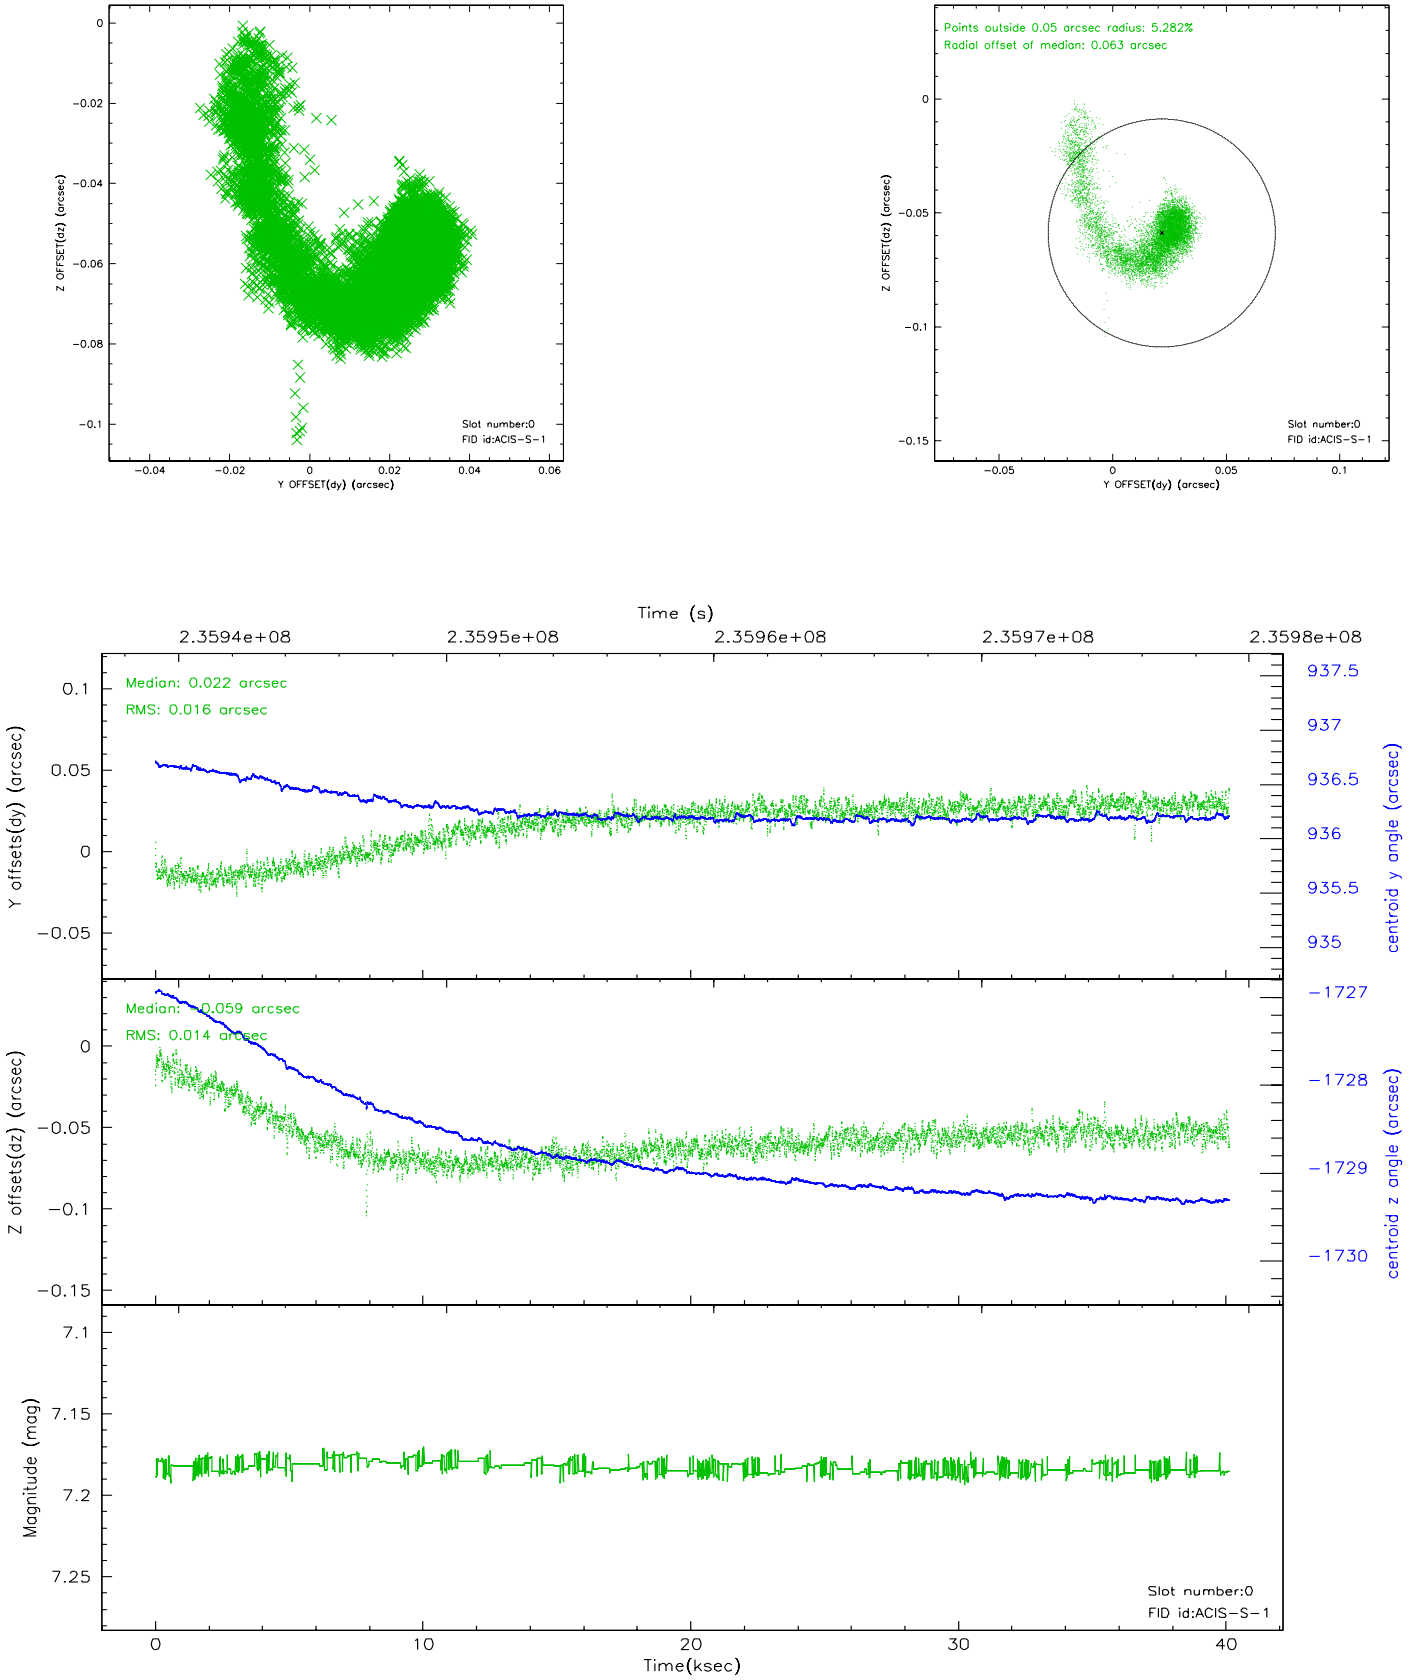 0
−0.02
−0.04
−0.06
−0.08
−0.1
Z OFFSET(dz) (arcsec)
Slot number:0
FID id:ACIS−S−1
−0.04 −0.02 0 0.02 0.04 0.06
Y OFFSET(dy) (arcsec)
Points outside 0.05 arcsec radius: 5.282%
Radial offset of median: 0.063 arcsec
0
−0.05
−0.1
−0.15
Z OFFSET(dz) (arcsec)
Slot number:0
FID id:ACIS−S−1
−0.05 0 0.05 0.1
Y OFFSET(dy) (arcsec)
Time (s)
2.3594e+08 2.3595e+08 2.3596e+08 2.3597e+08 2.3598e+08
Median: 0.022 arcsec
RMS: 0.016 arcsec
0.1
0.05
0
−0.05
Y offsets(dy) (arcsec)
937.5
937
936.5
936
935.5
935
centroid y angle (arcsec)
Median: −0.059 arcsec
RMS: 0.014 arcsec
0
−0.05
−0.1
−0.15
Z offsets(dz) (arcsec)
−1727
−1728
−1729
−1730
centroid z angle (arcsec)
7.1
7.15
7.2
7.25
Magnitude (mag)
Slot number:0
FID id:ACIS−S−1
0 10 20 30 40
Time(ksec)